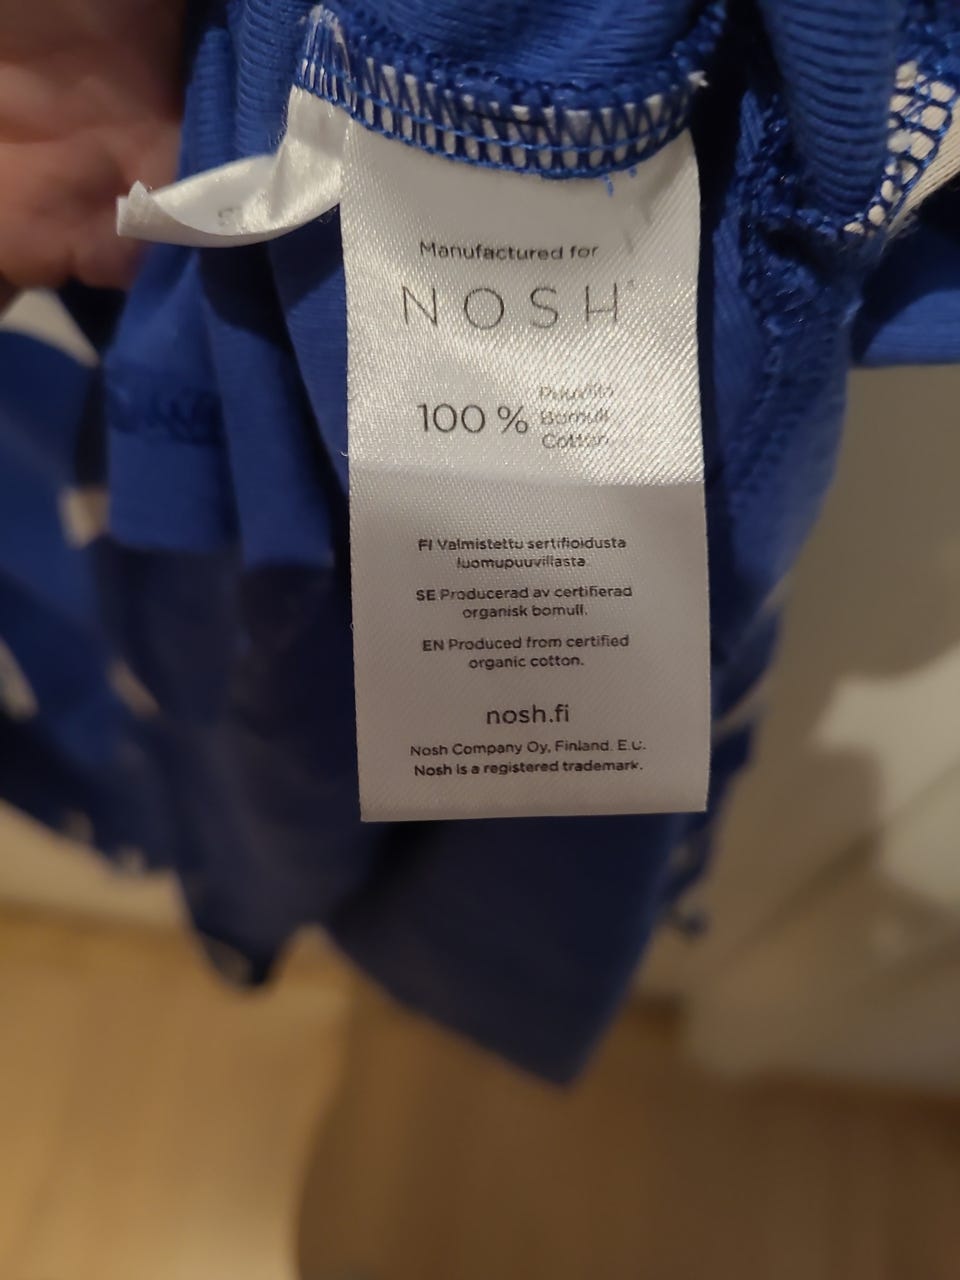 Manufactured for
NOSH
100 % Puuvilla
Bomull
Cotton
FI Valmistettu sertifioidusta
luomupuuvillasta.
SE Producerad av certifierad
organisk bomull.
EN Produced from certified
organic cotton.
nosh.fi
Nosh Company Oy, Finland. E.U.
Nosh is a registered trademark.